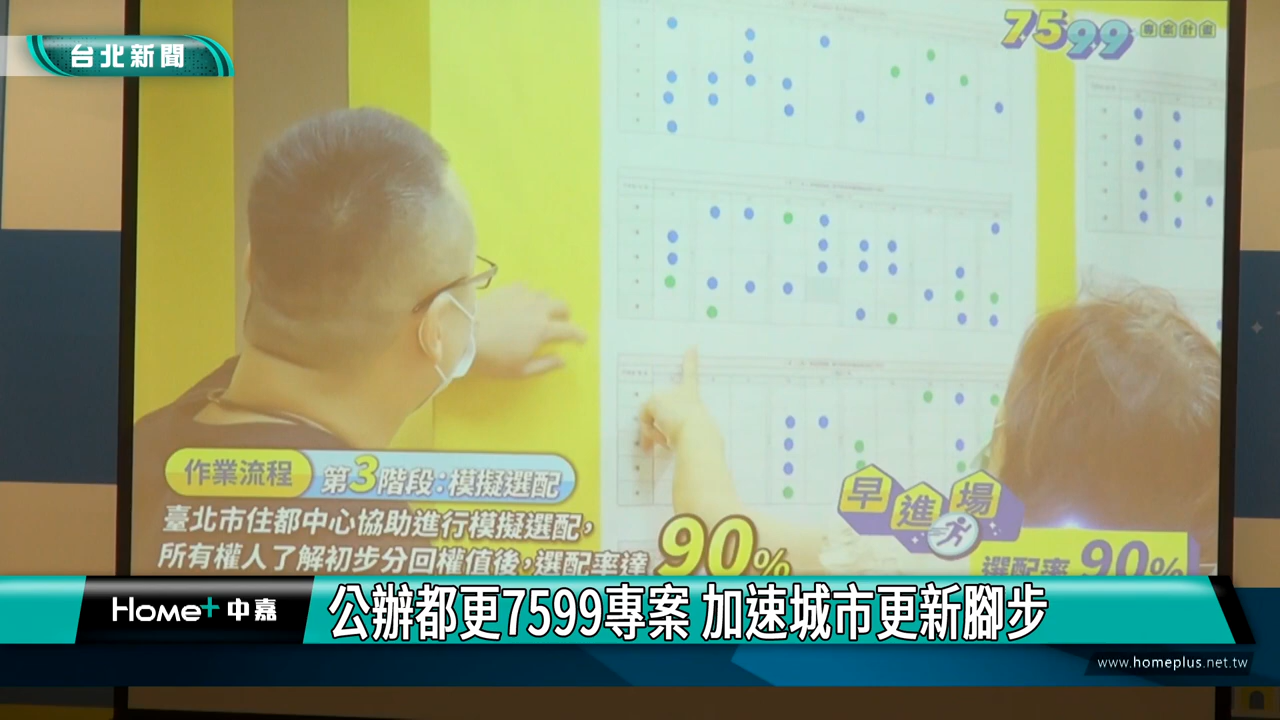 台北新聞
7599 專案計畫
作業流程 第3階段：模擬選配
臺北市住都中心協助進行模擬選配，
所有權人了解初步分回權值後，選配率達 90%
早進場
選配率 90%
Home+ 中嘉 公辦都更7599專案 加速城市更新腳步
www.homeplus.net.tw